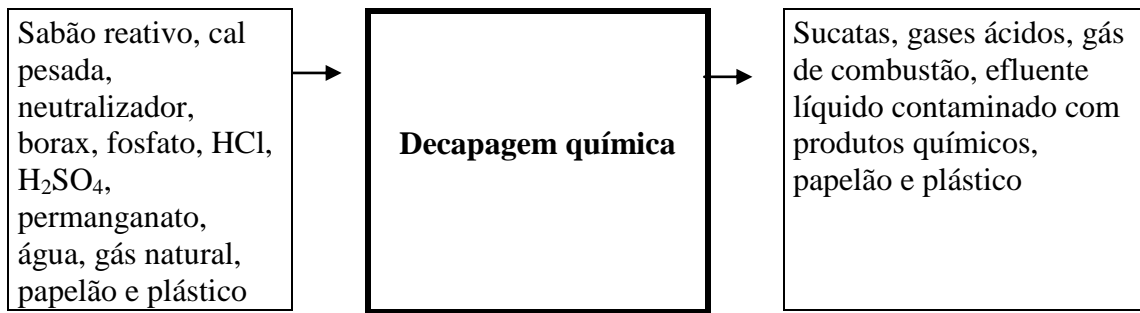 Sabão reativo, cal
pesada,
neutralizador,
borax, fosfato, HCl,
H₂SO₄,
permanganato,
água, gás natural,
papelão e plástico
Decapagem química
Sucatas, gases ácidos, gás
de combustão, efluente
líquido contaminado com
produtos químicos,
papelão e plástico